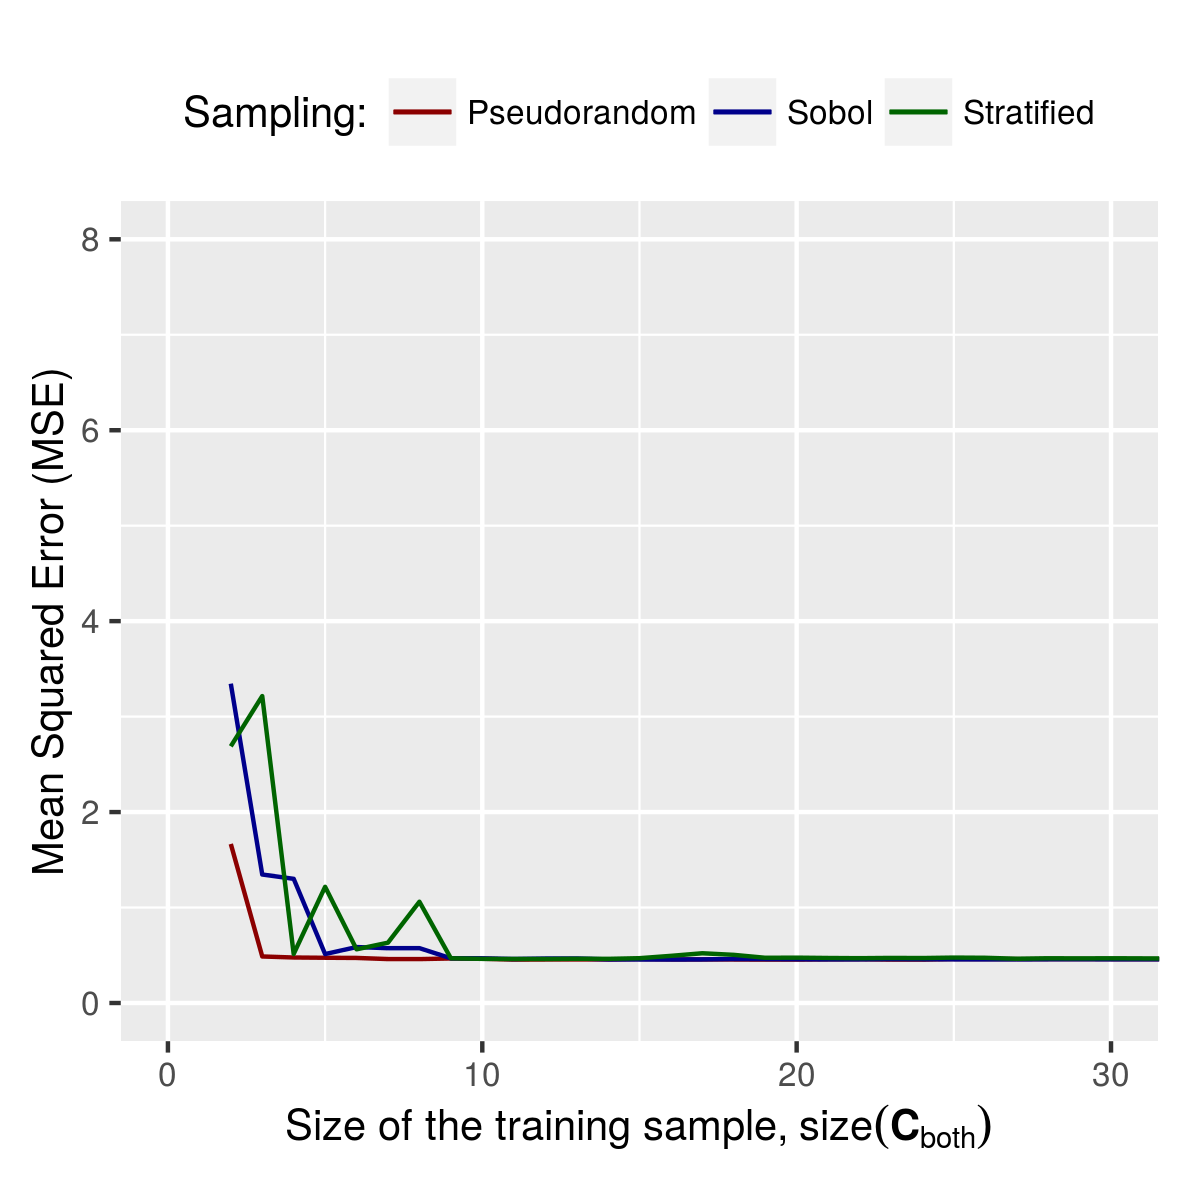 Sampling: Pseudorandom Sobol Stratified
8
6
4
2
0
Mean Squared Error (MSE)
0 10 20 30
Size of the training sample, size(C_both)